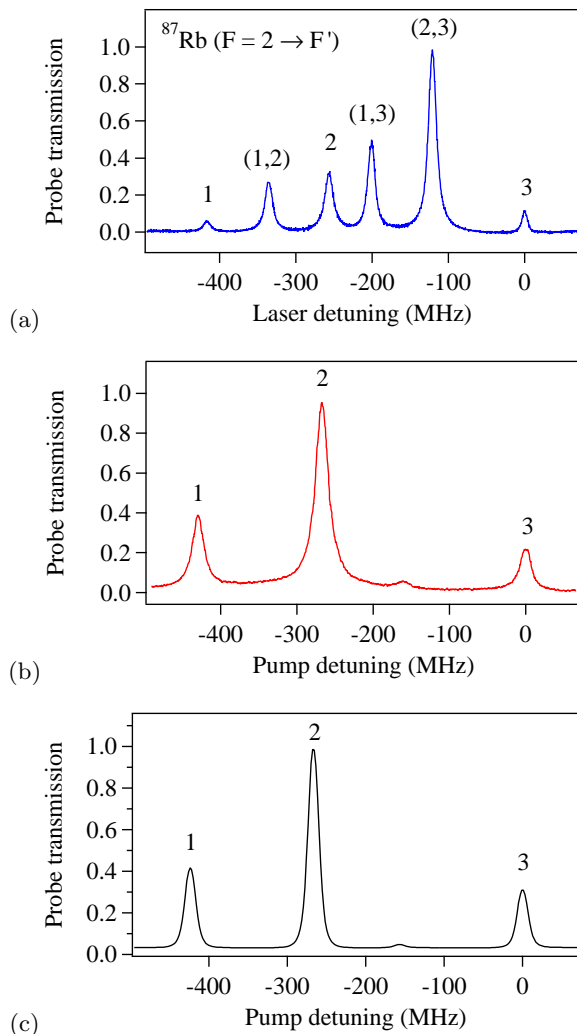 ⁸⁷Rb (F = 2 → F')
(2,3)
(1,3)
(1,2)
2
1
3
1.0
0.8
0.6
0.4
0.2
0.0
Probe transmission
-400 -300 -200 -100 0
Laser detuning (MHz)
(a)
2
1
3
1.0
0.8
0.6
0.4
0.2
0.0
Probe transmission
-400 -300 -200 -100 0
Pump detuning (MHz)
(b)
2
1
3
1.0
0.8
0.6
0.4
0.2
0.0
Probe transmission
-400 -300 -200 -100 0
Pump detuning (MHz)
(c)